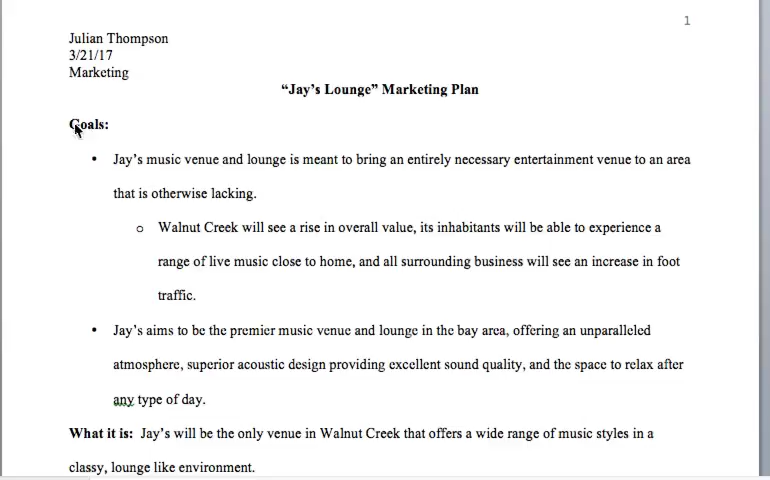 1
Julian Thompson
3/21/17
Marketing
“Jay’s Lounge” Marketing Plan
Goals:
• Jay’s music venue and lounge is meant to bring an entirely necessary entertainment venue to an area
that is otherwise lacking.
o Walnut Creek will see a rise in overall value, its inhabitants will be able to experience a
range of live music close to home, and all surrounding business will see an increase in foot
traffic.
• Jay’s aims to be the premier music venue and lounge in the bay area, offering an unparalleled
atmosphere, superior acoustic design providing excellent sound quality, and the space to relax after
any type of day.
What it is: Jay’s will be the only venue in Walnut Creek that offers a wide range of music styles in a
classy, lounge like environment.